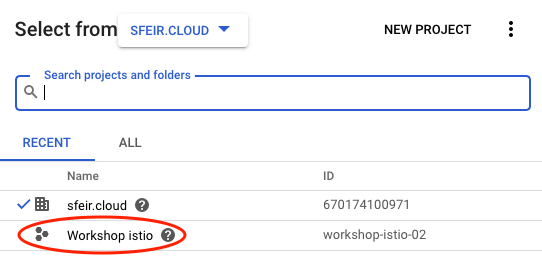 Select from SFEIR.CLOUD NEW PROJECT
Search projects and folders
RECENT ALL
Name ID
sfeir.cloud ? 670174100971
Workshop istio ? workshop-istio-02